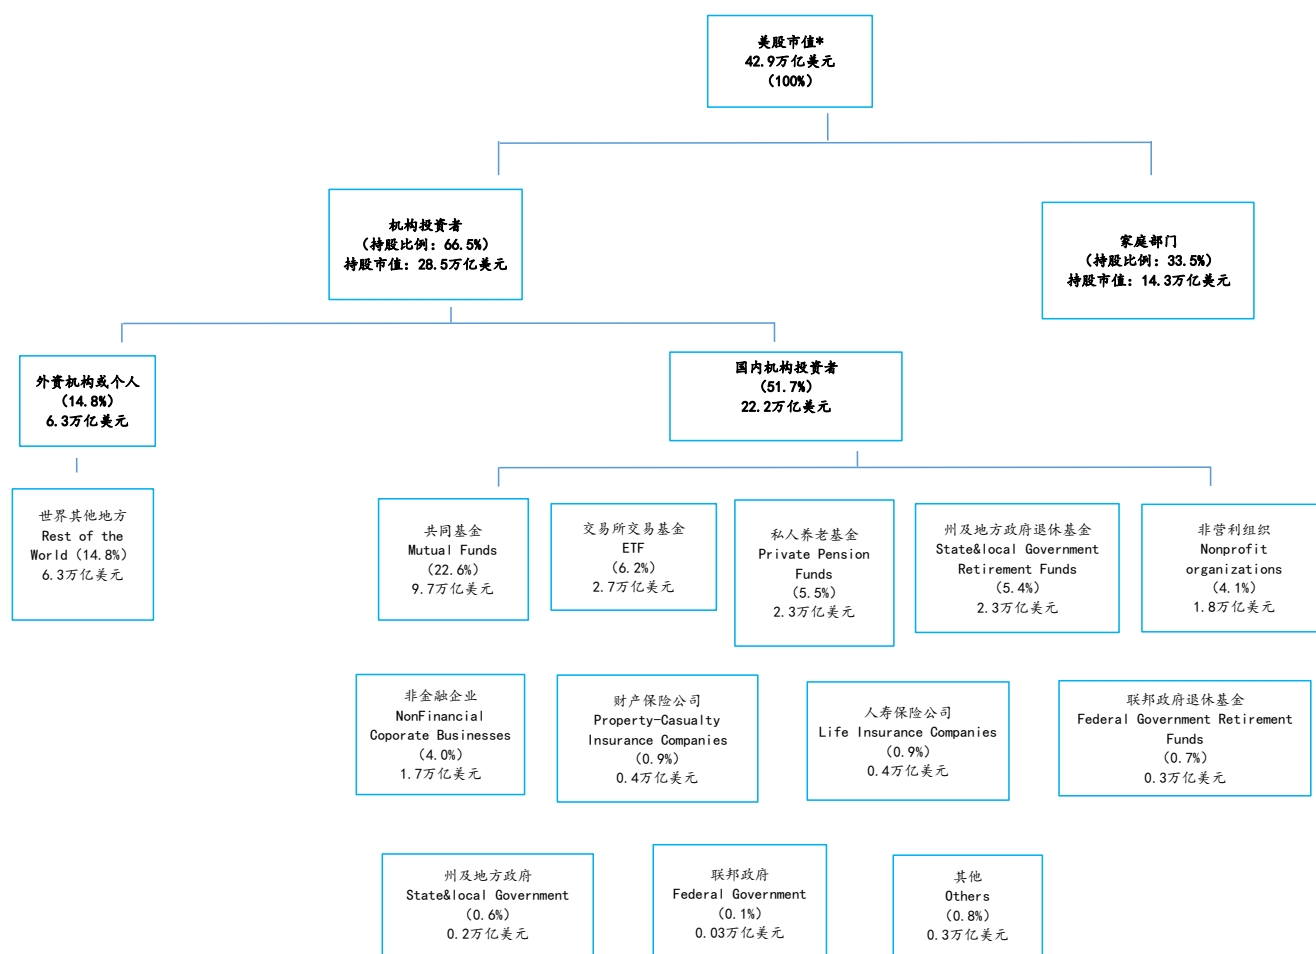 美股市值*
42.9万亿美元
（100%）
机构投资者
（持股比例：66.5%）
持股市值：28.5万亿美元
家庭部门
（持股比例：33.5%）
持股市值：14.3万亿美元
外资机构或个人
（14.8%）
6.3万亿美元
国内机构投资者
（51.7%）
22.2万亿美元
世界其他地方
Rest of the
World（14.8%）
6.3万亿美元
共同基金
Mutual Funds
（22.6%）
9.7万亿美元
交易所交易基金
ETF
（6.2%）
2.7万亿美元
私人养老基金
Private Pension
Funds
（5.5%）
2.3万亿美元
州及地方政府退休基金
State&local Government
Retirement Funds
（5.4%）
2.3万亿美元
非营利组织
Nonprofit
organizations
（4.1%）
1.8万亿美元
非金融企业
NonFinancial
Coporate Businesses
（4.0%）
1.7万亿美元
财产保险公司
Property-Casualty
Insurance Companies
（0.9%）
0.4万亿美元
人寿保险公司
Life Insurance Companies
（0.9%）
0.4万亿美元
联邦政府退休基金
Federal Government Retirement
Funds
（0.7%）
0.3万亿美元
州及地方政府
State&local Government
（0.6%）
0.2万亿美元
联邦政府
Federal Government
（0.1%）
0.03万亿美元
其他
Others
（0.8%）
0.3万亿美元